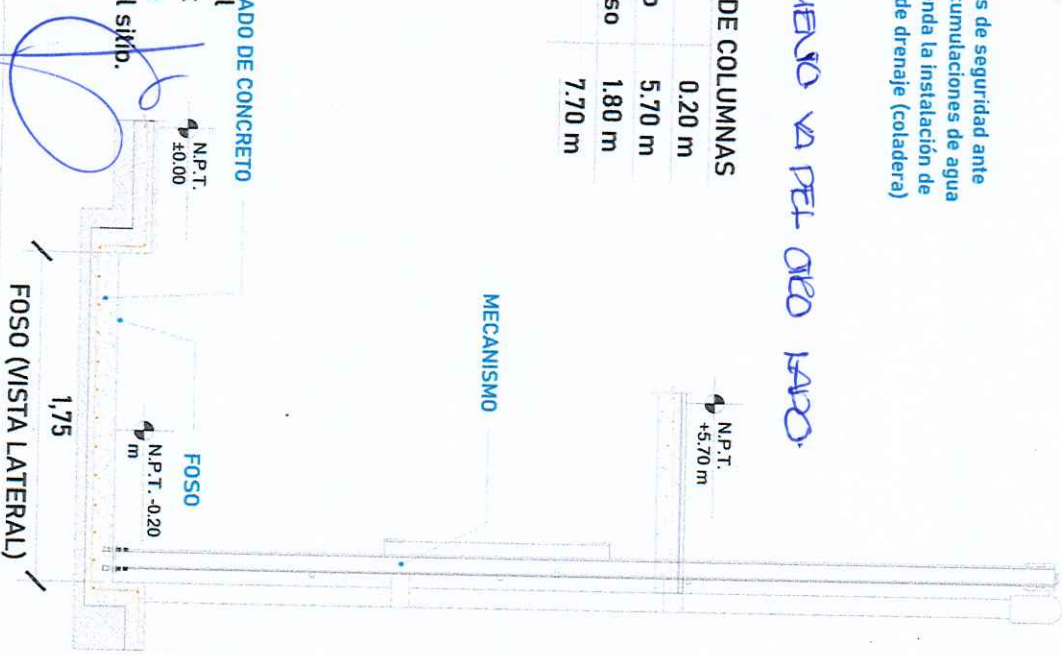 s de seguridad ante
cumulaciones de agua
enda la instalación de
de drenaje (coladera)
VA DEL OTRO LADO.
DE COLUMNAS
0.20 m
5.70 m
so 1.80 m
7.70 m
N.P.T.
+5.70 m
MECANISMO
ADO DE CONCRETO
l sitio.
N.P.T.
±0.00
FOSO
N.P.T. -0.20
m
1,75
FOSO (VISTA LATERAL)